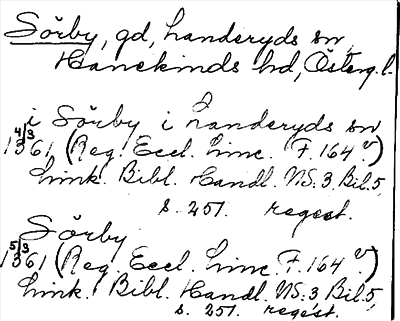 Sörby, gd, Landeryds sn,
Hanekinds hd, Östergl.
i Sörby i Landeryds sn
4/3 1361 (Reg. Eccl. Linc. F. 164 v)
Link. Bibl. Handl. NS. 3, Bil. 5,
s. 251. regest.
Sörby
5/3 1361 (Reg. Eccl. Linc. F. 164 v.)
Link. Bibl. Handl. NS. 3, Bil. 5,
s. 251. regest.